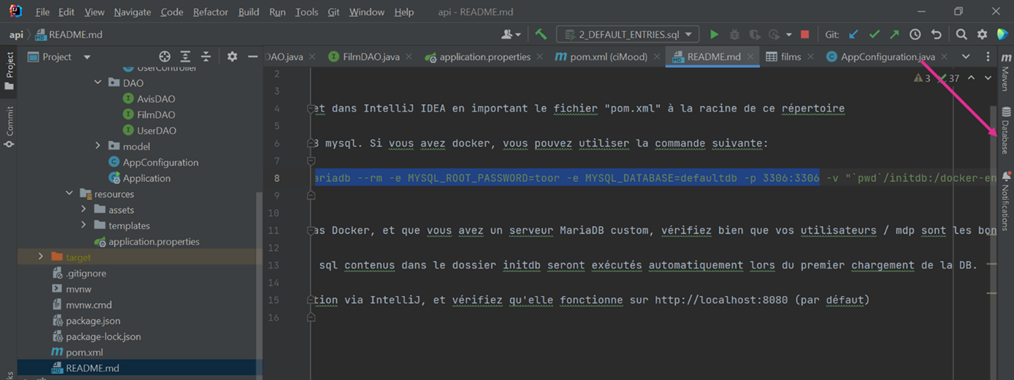 File Edit View Navigate Code Refactor Build Run Tools Git Window Help api - README.md
api README.md 2_DEFAULT_ENTRIES.sql Git:
Project DAO.java FilmDAO.java application.properties pom.xml (ciMood) README.md films AppConfiguration.java
Project
Commit
UserController
DAO
AvisDAO
FilmDAO
UserDAO
model
AppConfiguration
Application
resources
assets
templates
application.properties
target
.gitignore
mvnw
mvnw.cmd
package.json
package-lock.json
pom.xml
README.md
3 37
2
3
4 et dans IntelliJ IDEA en important le fichier "pom.xml" à la racine de ce répertoire
5
6 3 mysql. Si vous avez docker, vous pouvez utiliser la commande suivante:
7
8 ariadb --rm -e MYSQL_ROOT_PASSWORD=toor -e MYSQL_DATABASE=defaultdb -p 3306:3306 -v "`pwd`/initdb:/docker-en
9
10
11 as Docker, et que vous avez un serveur MariaDB custom, vérifiez bien que vos utilisateurs / mdp sont les bon
12
13 sql contenus dans le dossier initdb seront exécutés automatiquement lors du premier chargement de la DB.
14
15 tion via IntelliJ, et vérifiez qu'elle fonctionne sur http://localhost:8080 (par défaut)
16
Maven
Database
Notifications